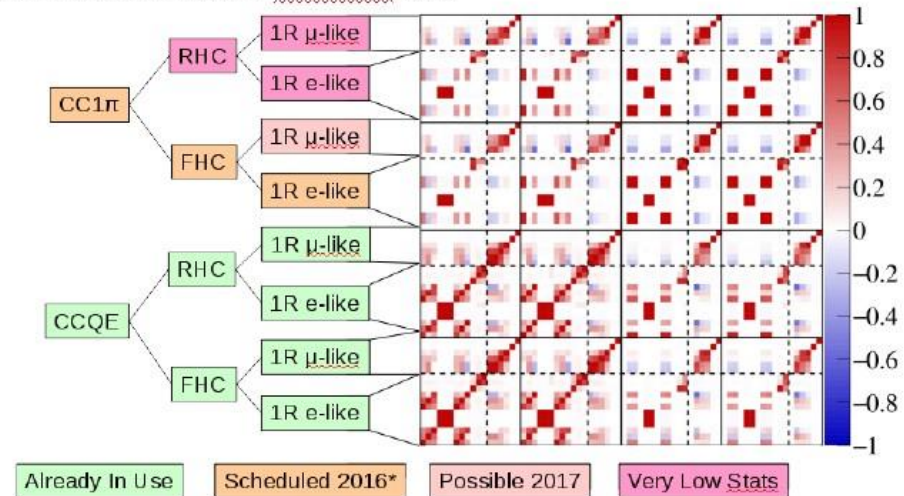 1R μ-like
RHC
1R e-like
CC1π
1R μ-like
FHC
1R e-like
1R μ-like
RHC
1R e-like
CCQE
1R μ-like
FHC
1R e-like
1
0.8
0.6
0.4
0.2
0
−0.2
−0.4
−0.6
−0.8
−1
Already In Use
Scheduled 2016*
Possible 2017
Very Low Stats